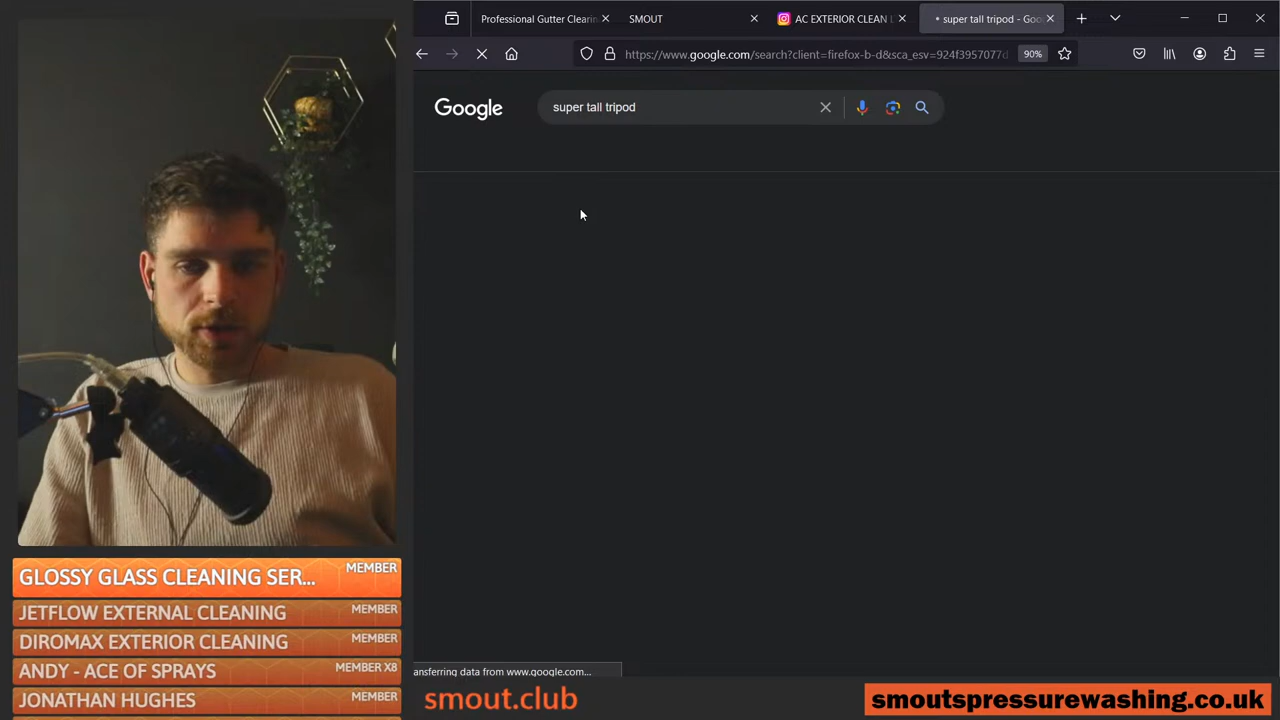 Professional Gutter Clearin
SMOUT
AC EXTERIOR CLEAN
super tall tripod - Goo
https://www.google.com/search?client=firefox-b-d&sca_esv=924f3957077d
90%
Google
super tall tripod
ansferring data from www.google.com...
GLOSSY GLASS CLEANING SER... MEMBER
JETFLOW EXTERNAL CLEANING MEMBER
DIROMAX EXTERIOR CLEANING MEMBER
ANDY - ACE OF SPRAYS MEMBER X8
JONATHAN HUGHES MEMBER
smout.club
smoutspressurewashing.co.uk